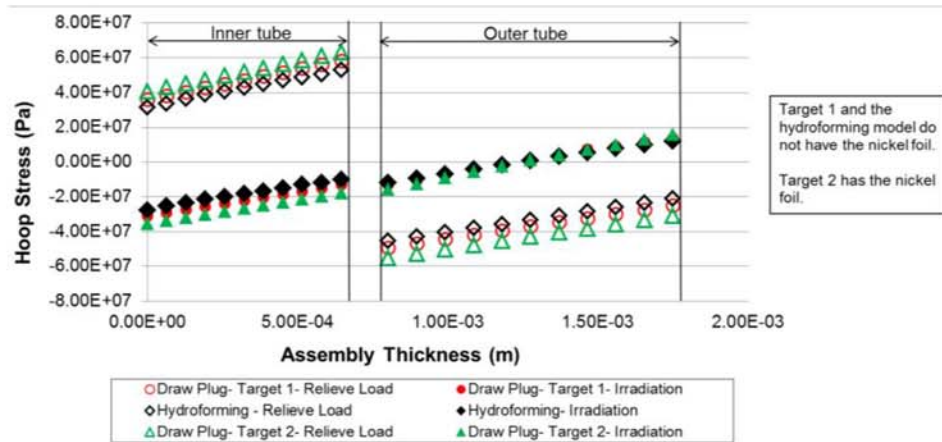 8.00E+07
6.00E+07
4.00E+07
2.00E+07
0.00E+00
-2.00E+07
-4.00E+07
-6.00E+07
-8.00E+07
Hoop Stress (Pa)
Inner tube
Outer tube
0.00E+00
5.00E-04
1.00E-03
1.50E-03
2.00E-03
Assembly Thickness (m)
Target 1 and the
hydroforming model do
not have the nickel foil.
Target 2 has the nickel
foil.
Draw Plug- Target 1- Relieve Load
Draw Plug- Target 1- Irradiation
Hydroforming - Relieve Load
Hydroforming- Irradiation
Draw Plug- Target 2- Relieve Load
Draw Plug- Target 2- Irradiation